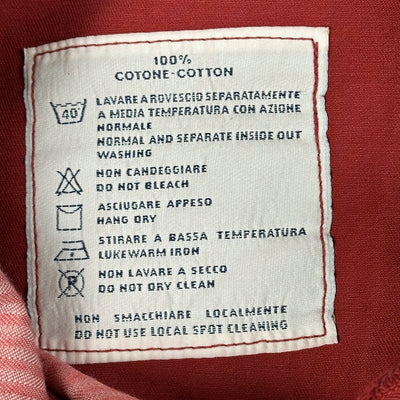 100%
COTONE-COTTON
40°
LAVARE A ROVESCIO SEPARATAMENTE
A MEDIA TEMPERATURA CON AZIONE
NORMALE
NORMAL AND SEPARATE INSIDE OUT
WASHING
NON CANDEGGIARE
DO NOT BLEACH
ASCIUGARE APPESO
HANG DRY
STIRARE A BASSA TEMPERATURA
LUKEWARM IRON
P
NON LAVARE A SECCO
DO NOT DRY CLEAN
NON SMACCHIARE LOCALMENTE
DO NOT USE LOCAL SPOT CLEANING